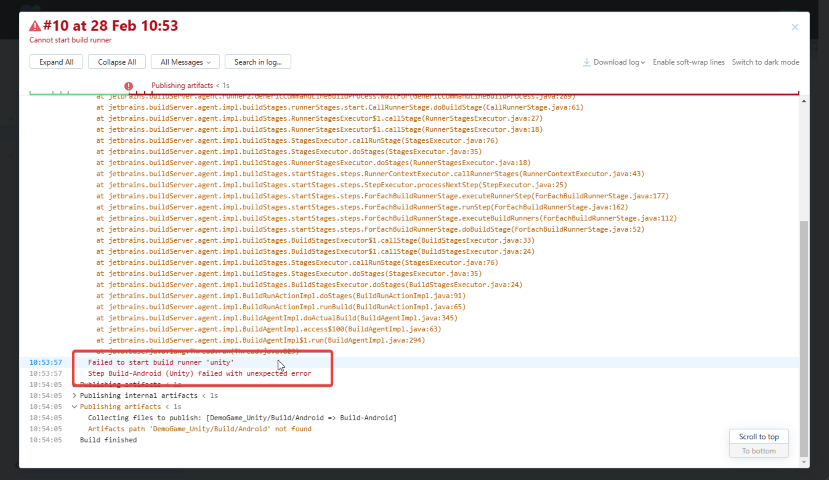 #10 at 28 Feb 10:53
Cannot start build runner
Expand All
Collapse All
All Messages
Search in log...
Download log
Enable soft-wrap lines
Switch to dark mode
Publishing artifacts < 1s
at jetbrains.buildServer.agent.runner2.GenericCommandLineBuildProcess.waitFor(GenericCommandLineBuildProcess.java:289)
at jetbrains.buildServer.agent.impl.buildStages.runnerStages.start.CallRunnerStage.doBuildStage(CallRunnerStage.java:61)
at jetbrains.buildServer.agent.impl.buildStages.RunnerStagesExecutor$1.callStage(RunnerStagesExecutor.java:27)
at jetbrains.buildServer.agent.impl.buildStages.RunnerStagesExecutor$1.callStage(RunnerStagesExecutor.java:18)
at jetbrains.buildServer.agent.impl.buildStages.StagesExecutor.callRunStage(StagesExecutor.java:76)
at jetbrains.buildServer.agent.impl.buildStages.StagesExecutor.doStages(StagesExecutor.java:35)
at jetbrains.buildServer.agent.impl.buildStages.RunnerStagesExecutor.doStages(RunnerStagesExecutor.java:18)
at jetbrains.buildServer.agent.impl.buildStages.startStages.steps.RunnerContextExecutor.callRunnerStages(RunnerContextExecutor.java:43)
at jetbrains.buildServer.agent.impl.buildStages.startStages.steps.StepExecutor.processNextStep(StepExecutor.java:25)
at jetbrains.buildServer.agent.impl.buildStages.startStages.steps.ForEachBuildRunnerStage.executeRunnerStep(ForEachBuildRunnerStage.java:177)
at jetbrains.buildServer.agent.impl.buildStages.startStages.steps.ForEachBuildRunnerStage.runStep(ForEachBuildRunnerStage.java:162)
at jetbrains.buildServer.agent.impl.buildStages.startStages.steps.ForEachBuildRunnerStage.executeBuildRunners(ForEachBuildRunnerStage.java:112)
at jetbrains.buildServer.agent.impl.buildStages.startStages.steps.ForEachBuildRunnerStage.doBuildStage(ForEachBuildRunnerStage.java:52)
at jetbrains.buildServer.agent.impl.buildStages.BuildStagesExecutor$1.callStage(BuildStagesExecutor.java:33)
at jetbrains.buildServer.agent.impl.buildStages.BuildStagesExecutor$1.callStage(BuildStagesExecutor.java:24)
at jetbrains.buildServer.agent.impl.buildStages.StagesExecutor.callRunStage(StagesExecutor.java:76)
at jetbrains.buildServer.agent.impl.buildStages.StagesExecutor.doStages(StagesExecutor.java:35)
at jetbrains.buildServer.agent.impl.buildStages.BuildStagesExecutor.doStages(BuildStagesExecutor.java:24)
at jetbrains.buildServer.agent.impl.BuildRunActionImpl.doStages(BuildRunActionImpl.java:91)
at jetbrains.buildServer.agent.impl.BuildRunActionImpl.runBuild(BuildRunActionImpl.java:65)
at jetbrains.buildServer.agent.impl.BuildAgentImpl.doActualBuild(BuildAgentImpl.java:345)
at jetbrains.buildServer.agent.impl.BuildAgentImpl.access$100(BuildAgentImpl.java:63)
at jetbrains.buildServer.agent.impl.BuildAgentImpl$1.run(BuildAgentImpl.java:294)
at java.base/java.lang.Thread.run(Thread.java:829)
10:53:57 Failed to start build runner 'unity'
10:53:57 Step Build-Android (Unity) failed with unexpected error
10:54:05 Publishing artifacts < 1s
10:54:05 Publishing internal artifacts < 1s
10:54:05 Publishing artifacts < 1s
10:54:05 Collecting files to publish: [DemoGame_Unity/Build/Android => Build-Android]
10:54:05 Artifacts path 'DemoGame_Unity/Build/Android' not found
10:54:05 Build finished
Scroll to top
To bottom